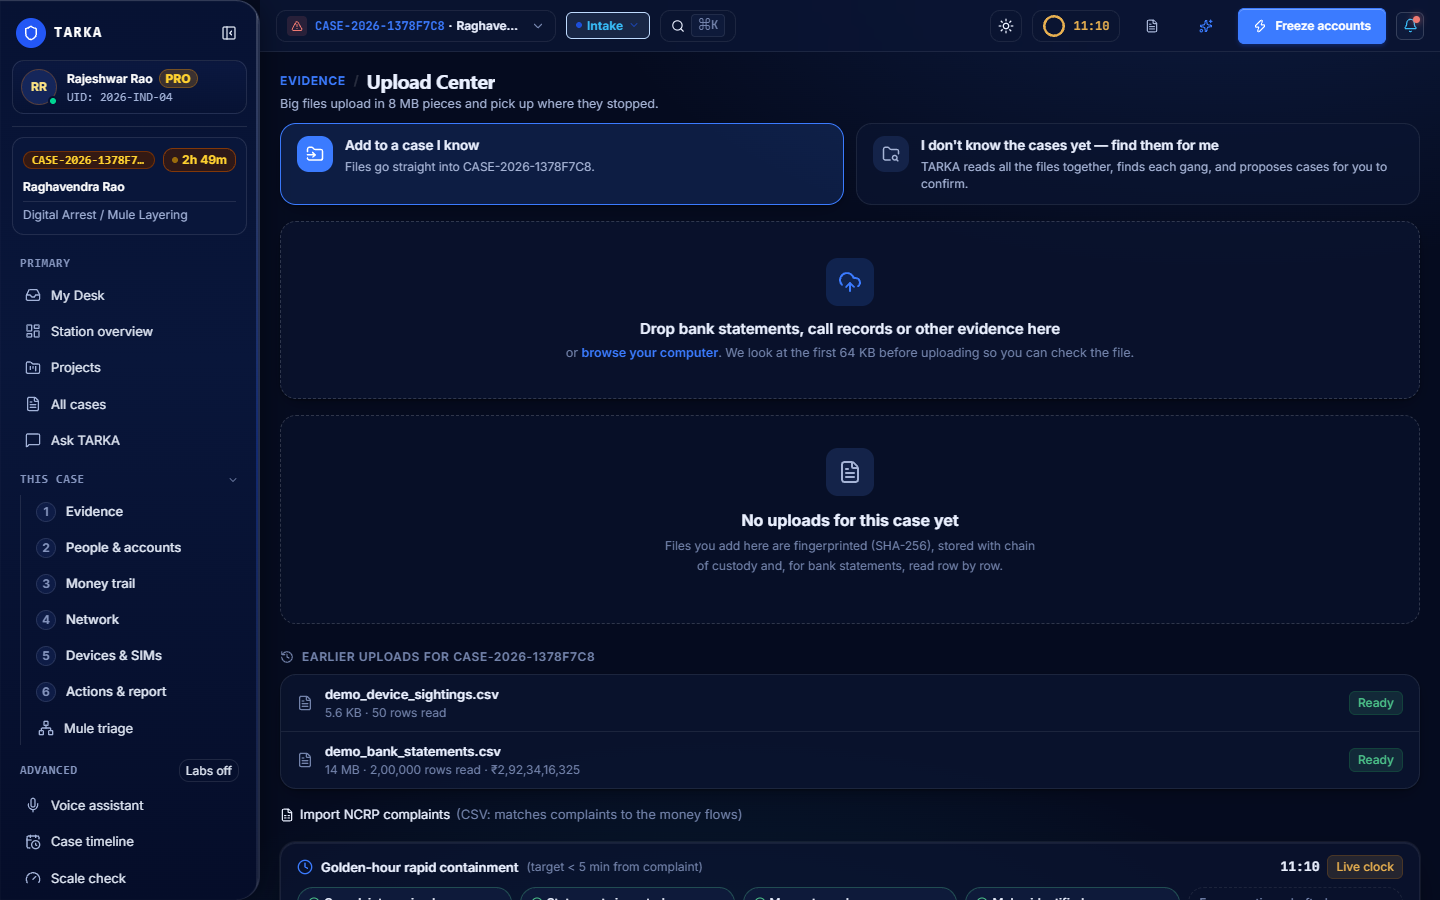 TARKA
Rajeshwar Rao PRO
UID: 2026-IND-04
RR
CASE-2026-1378F7… 2h 49m
Raghavendra Rao
Digital Arrest / Mule Layering
PRIMARY
My Desk
Station overview
Projects
All cases
Ask TARKA
THIS CASE
1 Evidence
2 People & accounts
3 Money trail
4 Network
5 Devices & SIMs
6 Actions & report
Mule triage
ADVANCED Labs off
Voice assistant
Case timeline
Scale check
CASE-2026-1378F7C8 · Raghave... Intake ⌘K 11:10 Freeze accounts
EVIDENCE / Upload Center
Big files upload in 8 MB pieces and pick up where they stopped.
Add to a case I know
Files go straight into CASE-2026-1378F7C8.
I don't know the cases yet — find them for me
TARKA reads all the files together, finds each gang, and proposes cases for you to
confirm.
Drop bank statements, call records or other evidence here
or browse your computer. We look at the first 64 KB before uploading so you can check the file.
No uploads for this case yet
Files you add here are fingerprinted (SHA-256), stored with chain
of custody and, for bank statements, read row by row.
EARLIER UPLOADS FOR CASE-2026-1378F7C8
demo_device_sightings.csv
5.6 KB · 50 rows read
Ready
demo_bank_statements.csv
14 MB · 2,00,000 rows read · ₹2,92,34,16,325
Ready
Import NCRP complaints (CSV: matches complaints to the money flows)
Golden-hour rapid containment (target < 5 min from complaint) 11:10 Live clock